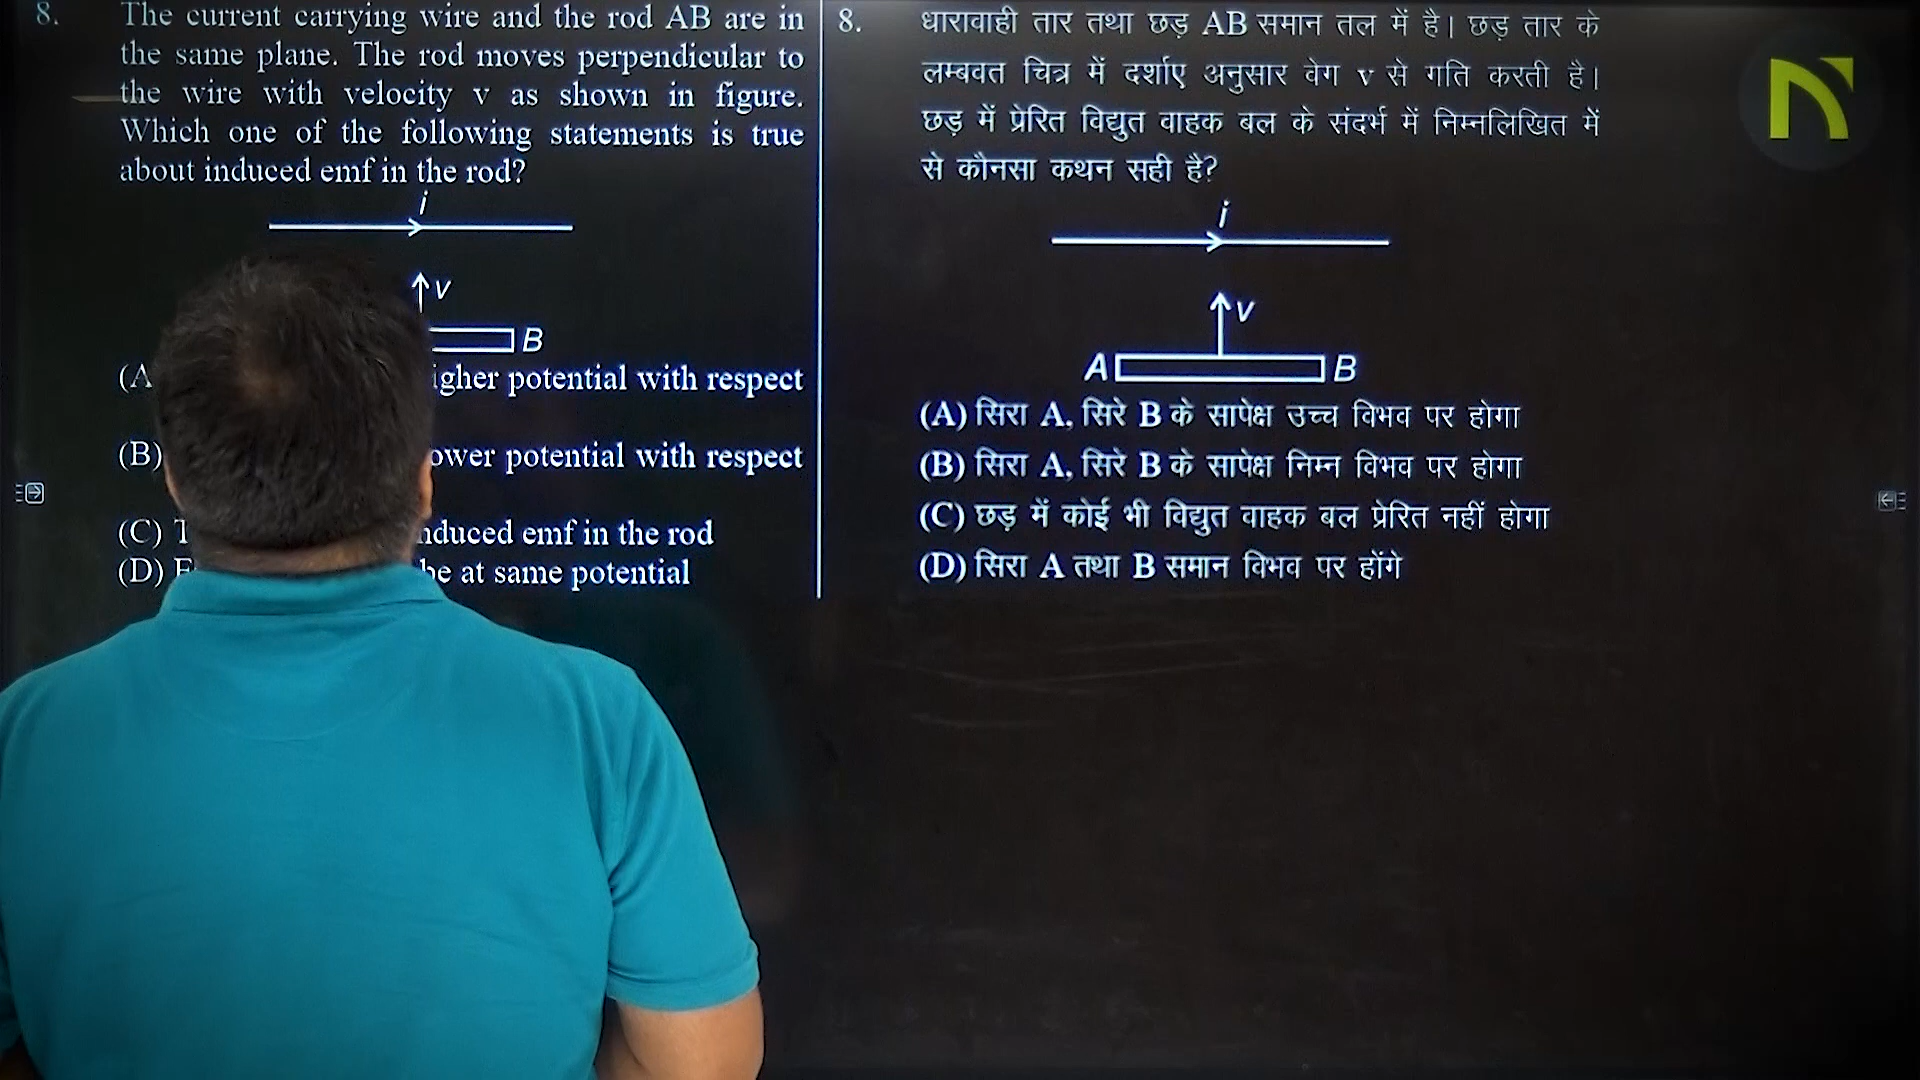 8. The current carrying wire and the rod AB are in
the same plane. The rod moves perpendicular to
the wire with velocity v as shown in figure.
Which one of the following statements is true
about induced emf in the rod?
i
v
B
(A igher potential with respect
(B) ower potential with respect
(C) nduced emf in the rod
(D) be at same potential
8. धारावाही तार तथा छड़ AB समान तल में है। छड़ तार के
लम्बवत चित्र में दर्शाए अनुसार वेग v से गति करती है।
छड़ में प्रेरित विद्युत वाहक बल के संदर्भ में निम्नलिखित में
से कौनसा कथन सही है?
i
v
A B
(A) सिरा A, सिरे B के सापेक्ष उच्च विभव पर होगा
(B) सिरा A, सिरे B के सापेक्ष निम्न विभव पर होगा
(C) छड़ में कोई भी विद्युत वाहक बल प्रेरित नहीं होगा
(D) सिरा A तथा B समान विभव पर होंगे